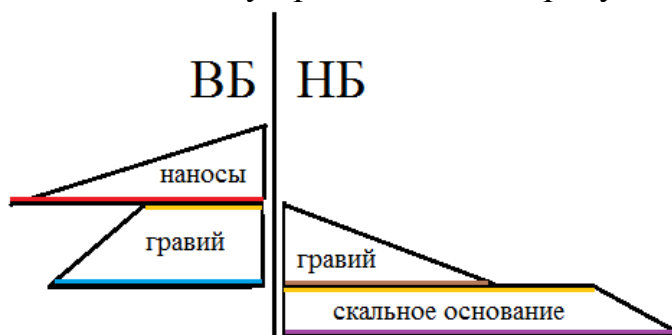 ВБ НБ
наносы
гравий
гравий
скальное основание